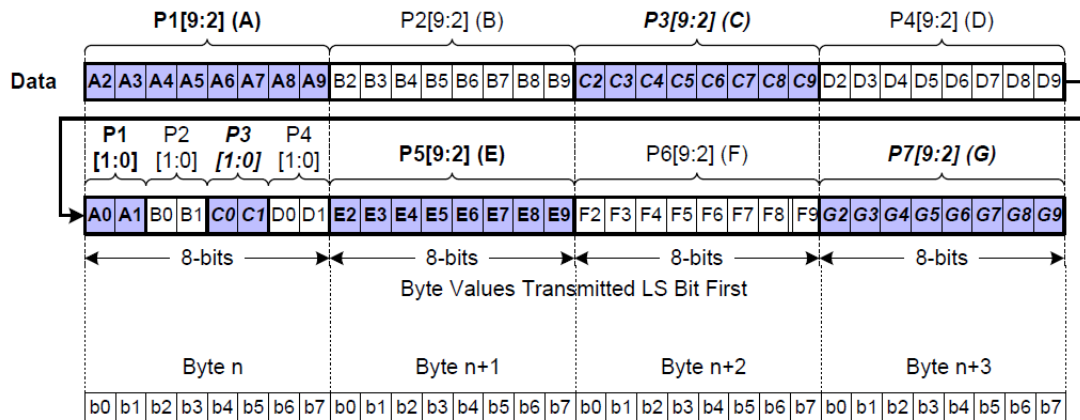 P1[9:2] (A) P2[9:2] (B) P3[9:2] (C) P4[9:2] (D)
Data A2 A3 A4 A5 A6 A7 A8 A9 B2 B3 B4 B5 B6 B7 B8 B9 C2 C3 C4 C5 C6 C7 C8 C9 D2 D3 D4 D5 D6 D7 D8 D9
P1 P2 P3 P4
[1:0] [1:0] [1:0] [1:0] P5[9:2] (E) P6[9:2] (F) P7[9:2] (G)
A0 A1 B0 B1 C0 C1 D0 D1 E2 E3 E4 E5 E6 E7 E8 E9 F2 F3 F4 F5 F6 F7 F8 F9 G2 G3 G4 G5 G6 G7 G8 G9
8-bits 8-bits 8-bits 8-bits
Byte Values Transmitted LS Bit First
Byte n Byte n+1 Byte n+2 Byte n+3
b0 b1 b2 b3 b4 b5 b6 b7 b0 b1 b2 b3 b4 b5 b6 b7 b0 b1 b2 b3 b4 b5 b6 b7 b0 b1 b2 b3 b4 b5 b6 b7